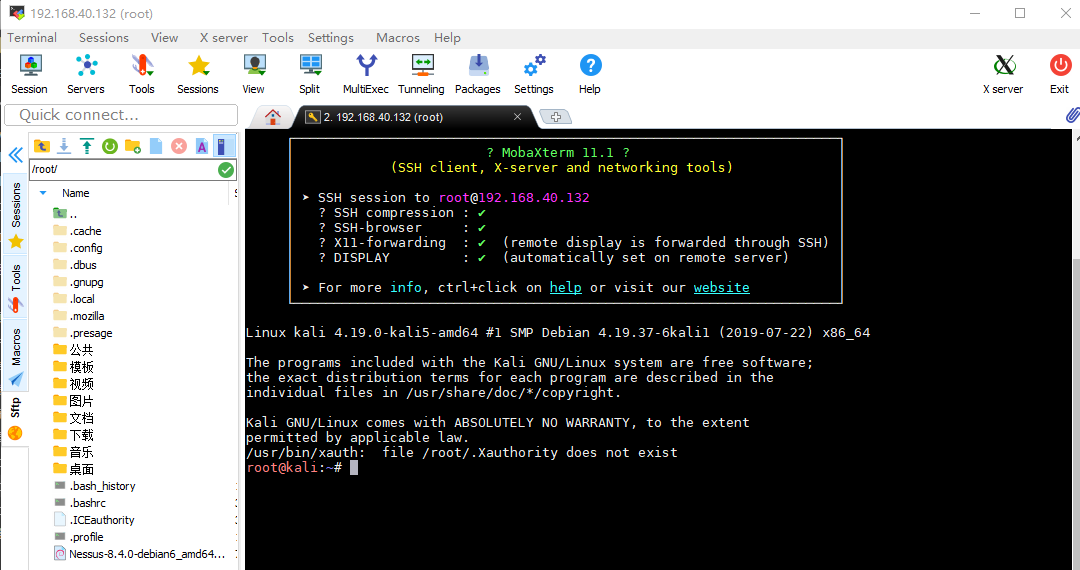 192.168.40.132 (root)
Terminal Sessions View X server Tools Settings Macros Help
Session Servers Tools Sessions View Split MultiExec Tunneling Packages Settings Help X server Exit
Quick connect...
2. 192.168.40.132 (root)
/root/
Name
..
.cache
.config
.dbus
.gnupg
.local
.mozilla
.presage
公共
模板
视频
图片
文档
下载
音乐
桌面
.bash_history
.bashrc
.ICEauthority
.profile
Nessus-8.4.0-debian6_amd64...
Sessions
Tools
Macros
Sftp
? MobaXterm 11.1 ?
(SSH client, X-server and networking tools)
➤ SSH session to root@192.168.40.132
? SSH compression : ✔
? SSH-browser : ✔
? X11-forwarding : ✔ (remote display is forwarded through SSH)
? DISPLAY : ✔ (automatically set on remote server)
➤ For more info, ctrl+click on help or visit our website
Linux kali 4.19.0-kali5-amd64 #1 SMP Debian 4.19.37-6kali1 (2019-07-22) x86_64
The programs included with the Kali GNU/Linux system are free software;
the exact distribution terms for each program are described in the
individual files in /usr/share/doc/*/copyright.
Kali GNU/Linux comes with ABSOLUTELY NO WARRANTY, to the extent
permitted by applicable law.
/usr/bin/xauth:  file /root/.Xauthority does not exist
root@kali:~#